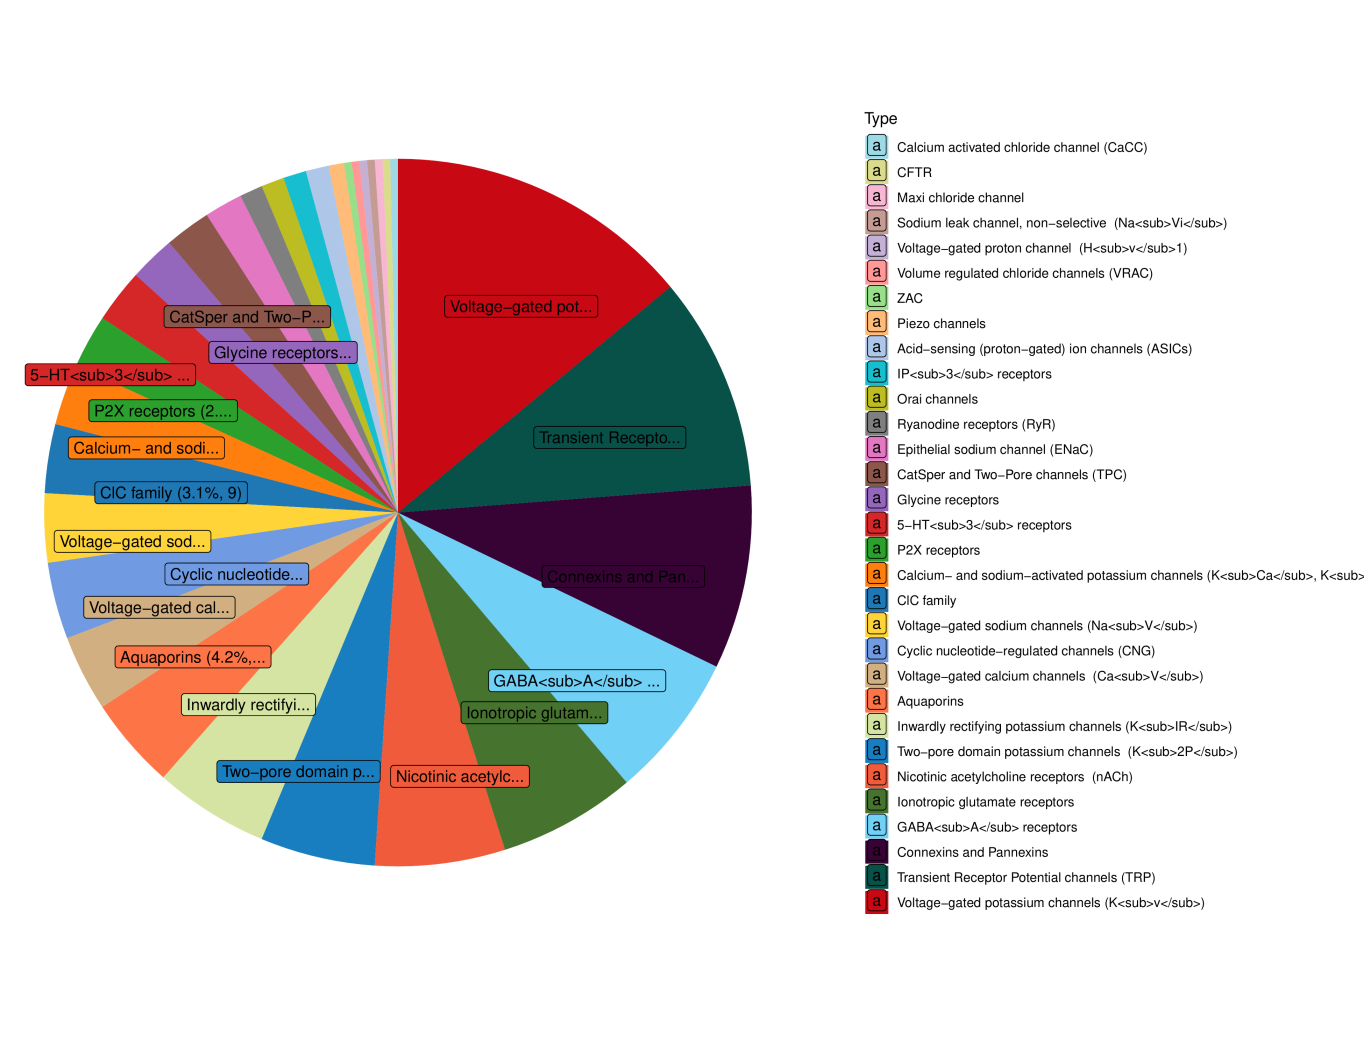 Voltage−gated pot...
Transient Recepto...
Connexins and Pan...
GABA<sub>A</sub> ...
Ionotropic glutam...
Nicotinic acetylc...
Two−pore domain p...
Inwardly rectifyi...
Aquaporins (4.2%,...
Voltage−gated cal...
Cyclic nucleotide...
Voltage−gated sod...
ClC family (3.1%, 9)
Calcium− and sodi...
P2X receptors (2....
5−HT<sub>3</sub> ...
Glycine receptors...
CatSper and Two−P...
Type
a Calcium activated chloride channel (CaCC)
a CFTR
a Maxi chloride channel
a Sodium leak channel, non−selective (Na<sub>Vi</sub>)
a Voltage−gated proton channel (H<sub>v</sub>1)
a Volume regulated chloride channels (VRAC)
a ZAC
a Piezo channels
a Acid−sensing (proton−gated) ion channels (ASICs)
a IP<sub>3</sub> receptors
a Orai channels
a Ryanodine receptors (RyR)
a Epithelial sodium channel (ENaC)
a CatSper and Two−Pore channels (TPC)
a Glycine receptors
a 5−HT<sub>3</sub> receptors
a P2X receptors
a Calcium− and sodium−activated potassium channels (K<sub>Ca</sub>, K<sub>
a ClC family
a Voltage−gated sodium channels (Na<sub>V</sub>)
a Cyclic nucleotide−regulated channels (CNG)
a Voltage−gated calcium channels (Ca<sub>V</sub>)
a Aquaporins
a Inwardly rectifying potassium channels (K<sub>IR</sub>)
a Two−pore domain potassium channels (K<sub>2P</sub>)
a Nicotinic acetylcholine receptors (nACh)
a Ionotropic glutamate receptors
a GABA<sub>A</sub> receptors
a Connexins and Pannexins
a Transient Receptor Potential channels (TRP)
a Voltage−gated potassium channels (K<sub>v</sub>)